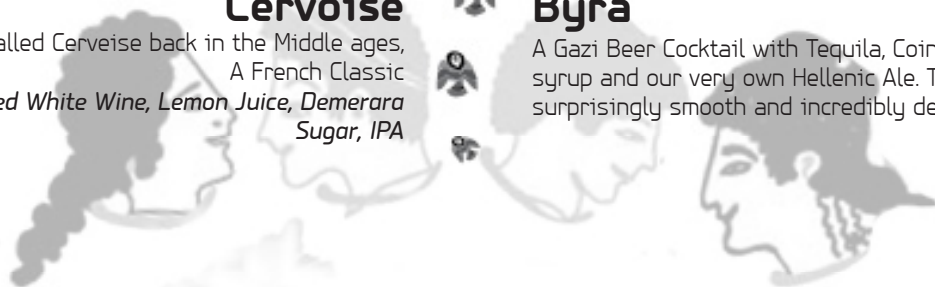 Cervoise
alled Cerveise back in the Middle ages,
A French Classic
ed White Wine, Lemon Juice, Demerara
Sugar, IPA
Byra
A Gazi Beer Cocktail with Tequila, Coin
syrup and our very own Hellenic Ale. T
surprisingly smooth and incredibly de